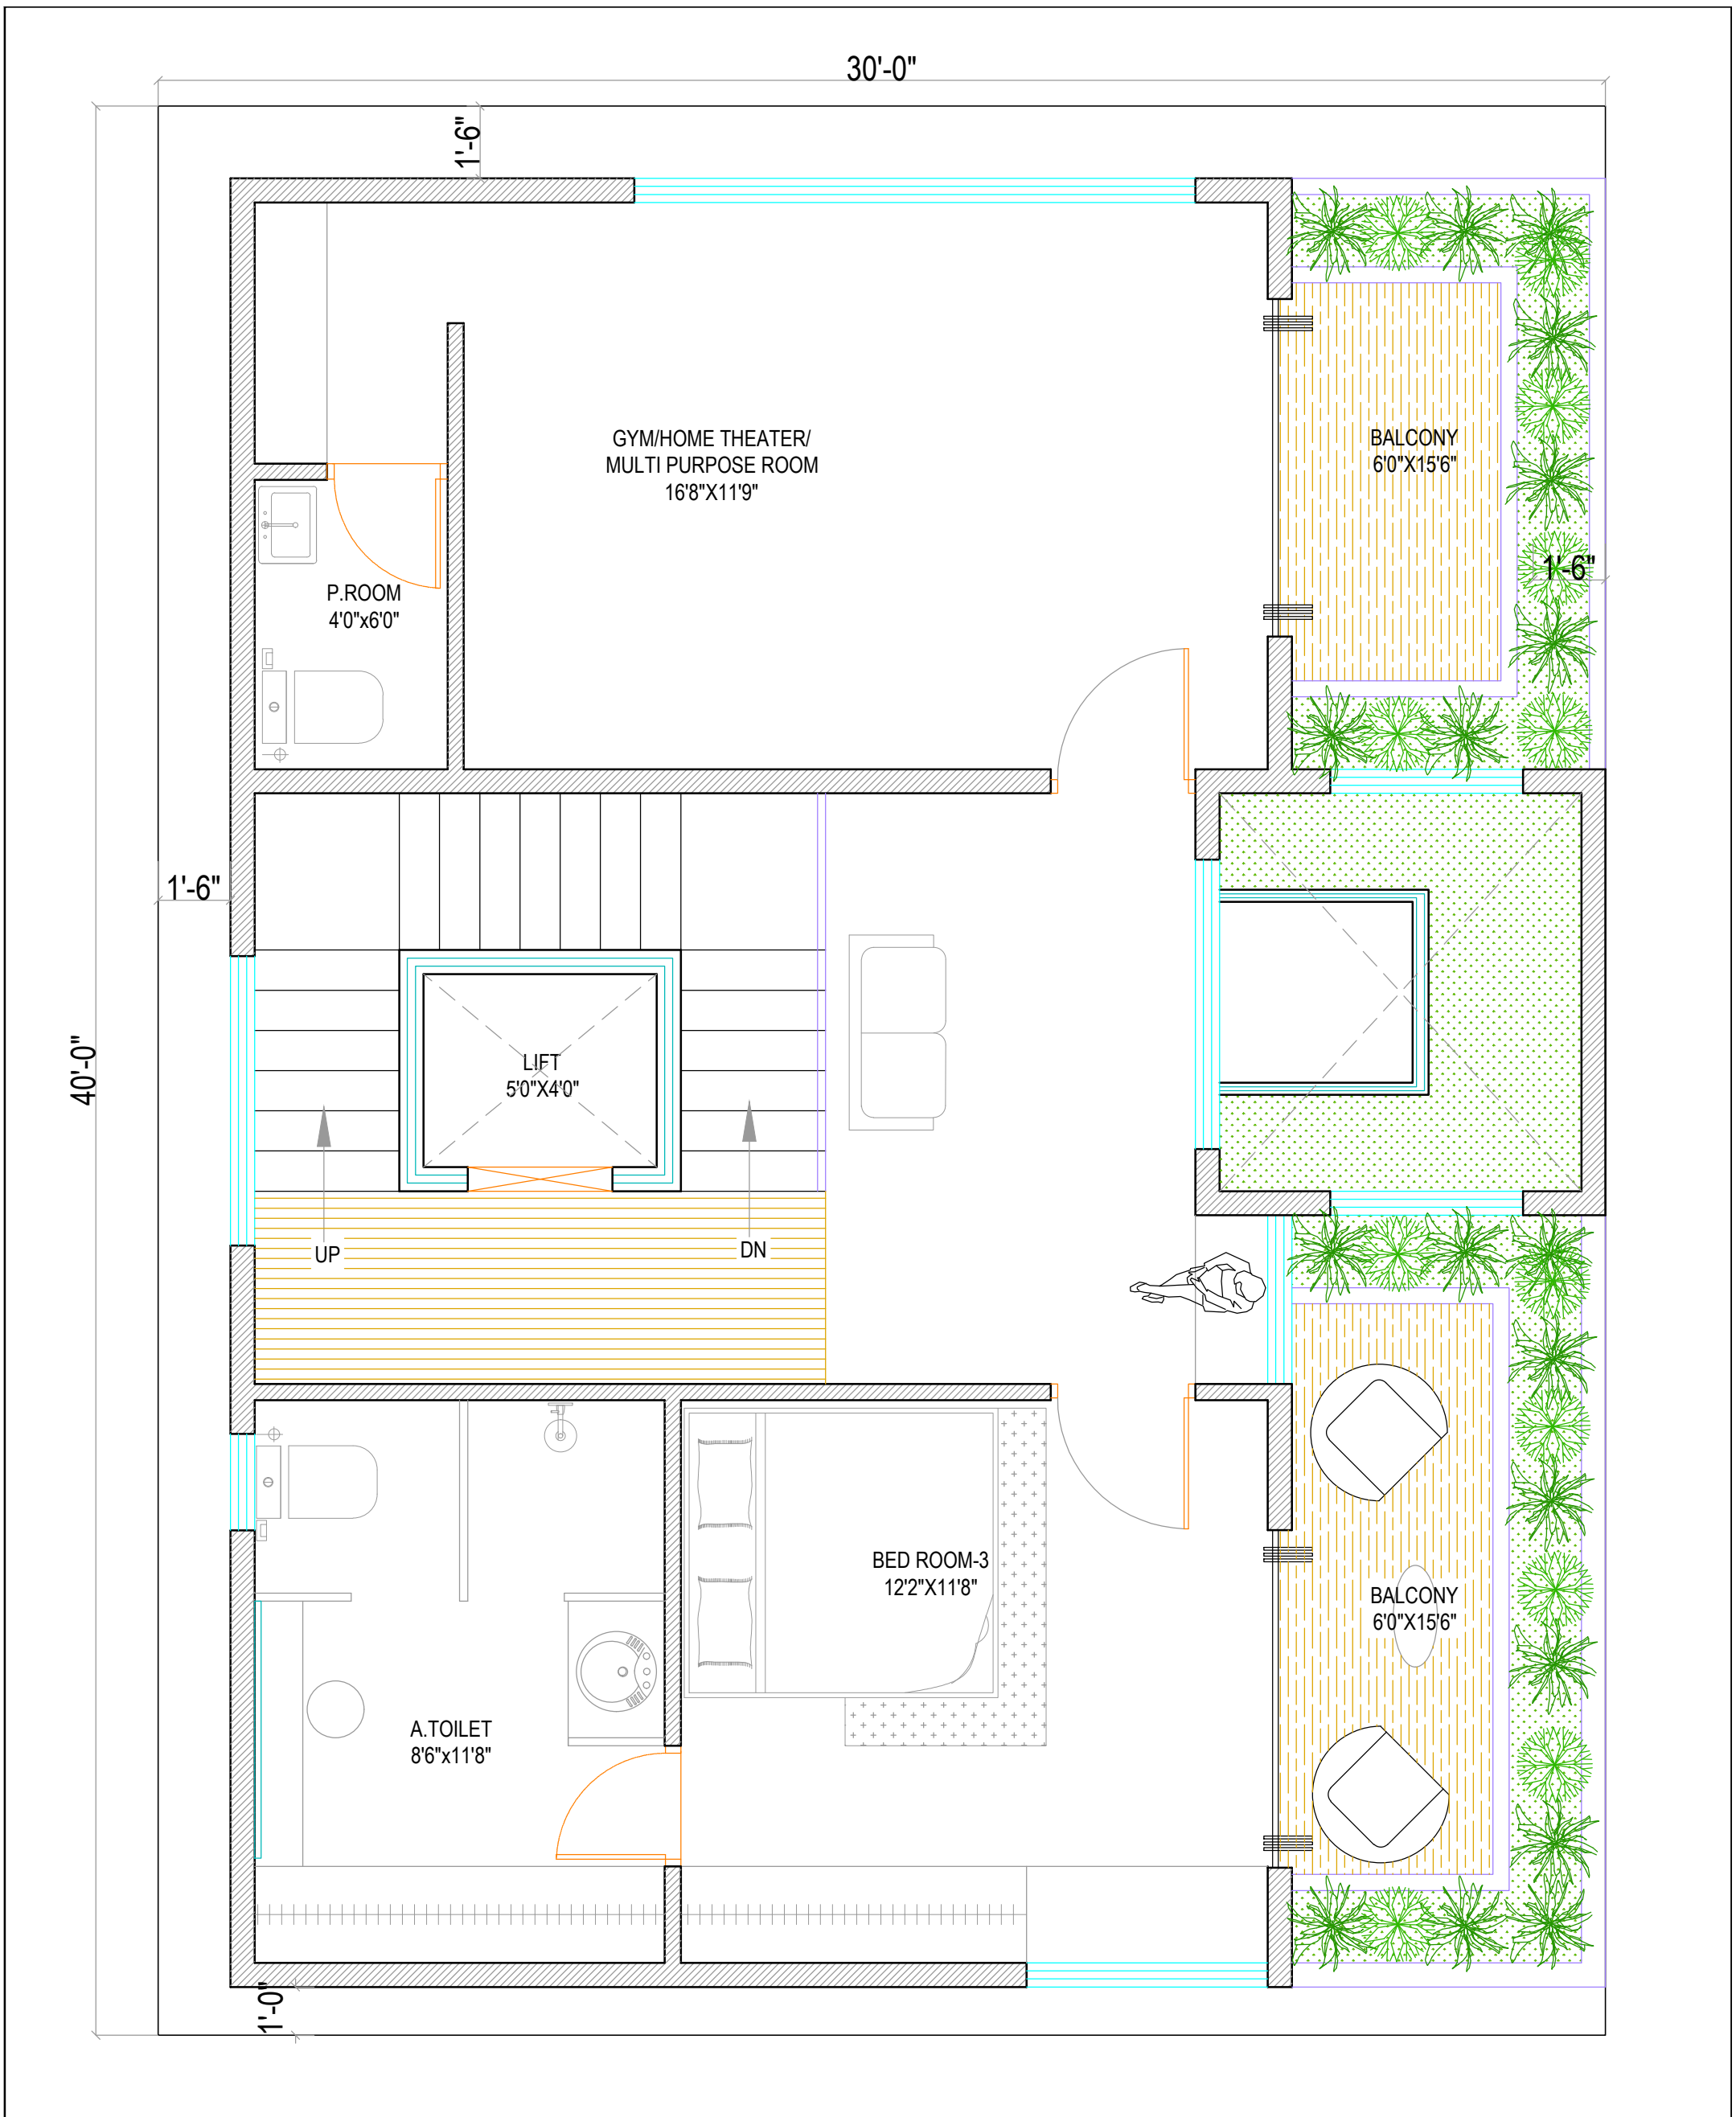 30'-0"
1'-6"
GYM/HOME THEATER/
MULTI PURPOSE ROOM
16'8"X11'9"
BALCONY
6'0"X15'6"
1'-6"
P.ROOM
4'0"x6'0"
1'-6"
40'-0"
LIFT
5'0"X4'0"
UP
DN
BED ROOM-3
12'2"X11'8"
BALCONY
6'0"X15'6"
A.TOILET
8'6"x11'8"
1'-0"